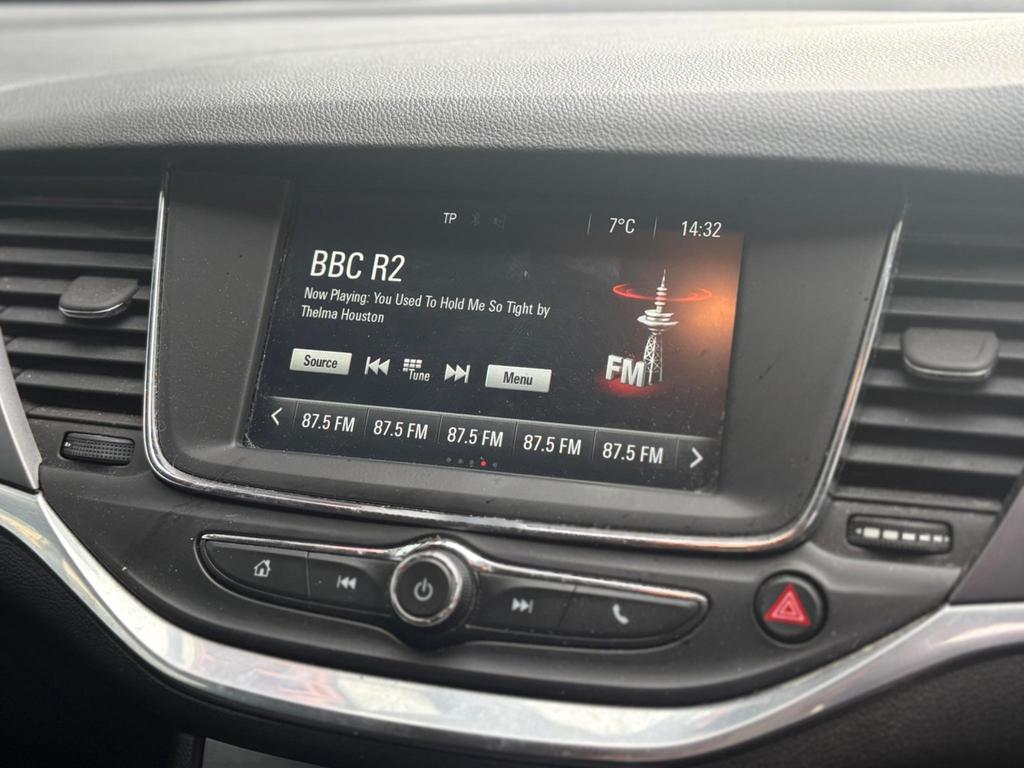 TP 7°C 14:32
BBC R2
Now Playing: You Used To Hold Me So Tight by
Thelma Houston
Source Tune Menu
FM
87.5 FM 87.5 FM 87.5 FM 87.5 FM 87.5 FM